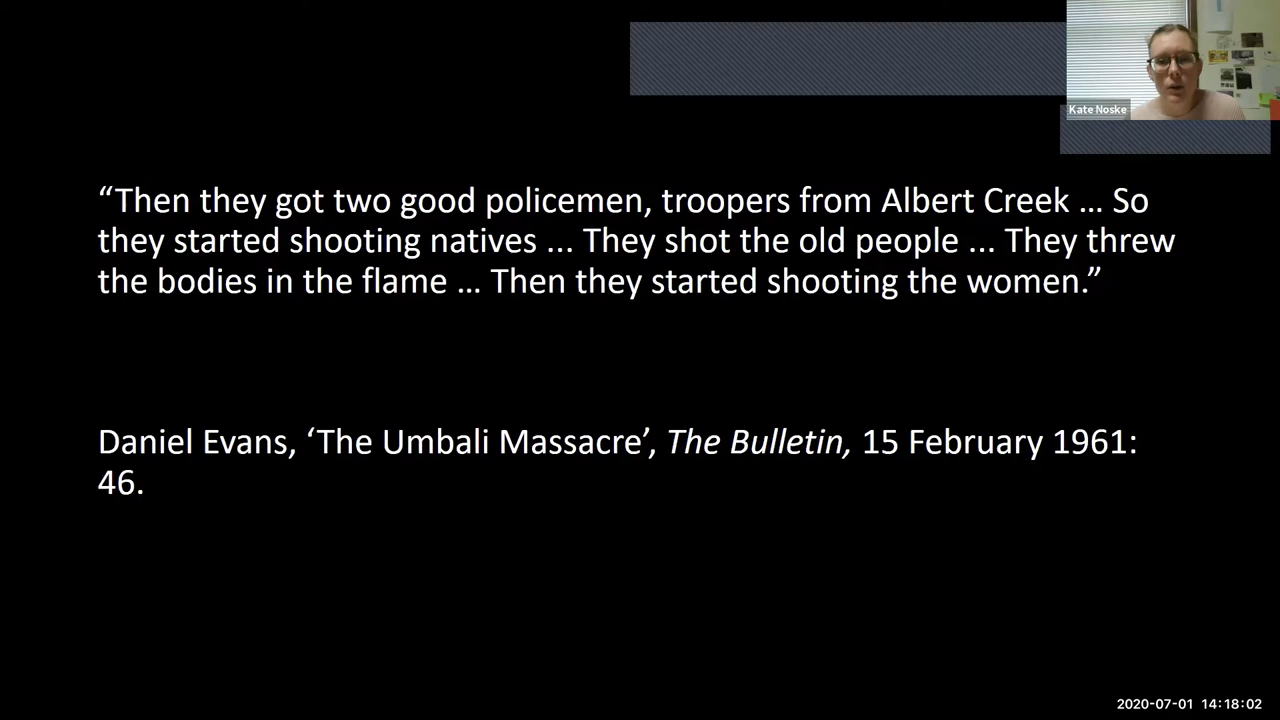 Kate Noske
“Then they got two good policemen, troopers from Albert Creek … So
they started shooting natives ... They shot the old people ... They threw
the bodies in the flame … Then they started shooting the women.”
Daniel Evans, ‘The Umbali Massacre’, The Bulletin, 15 February 1961:
46.
2020-07-01 14:18:02